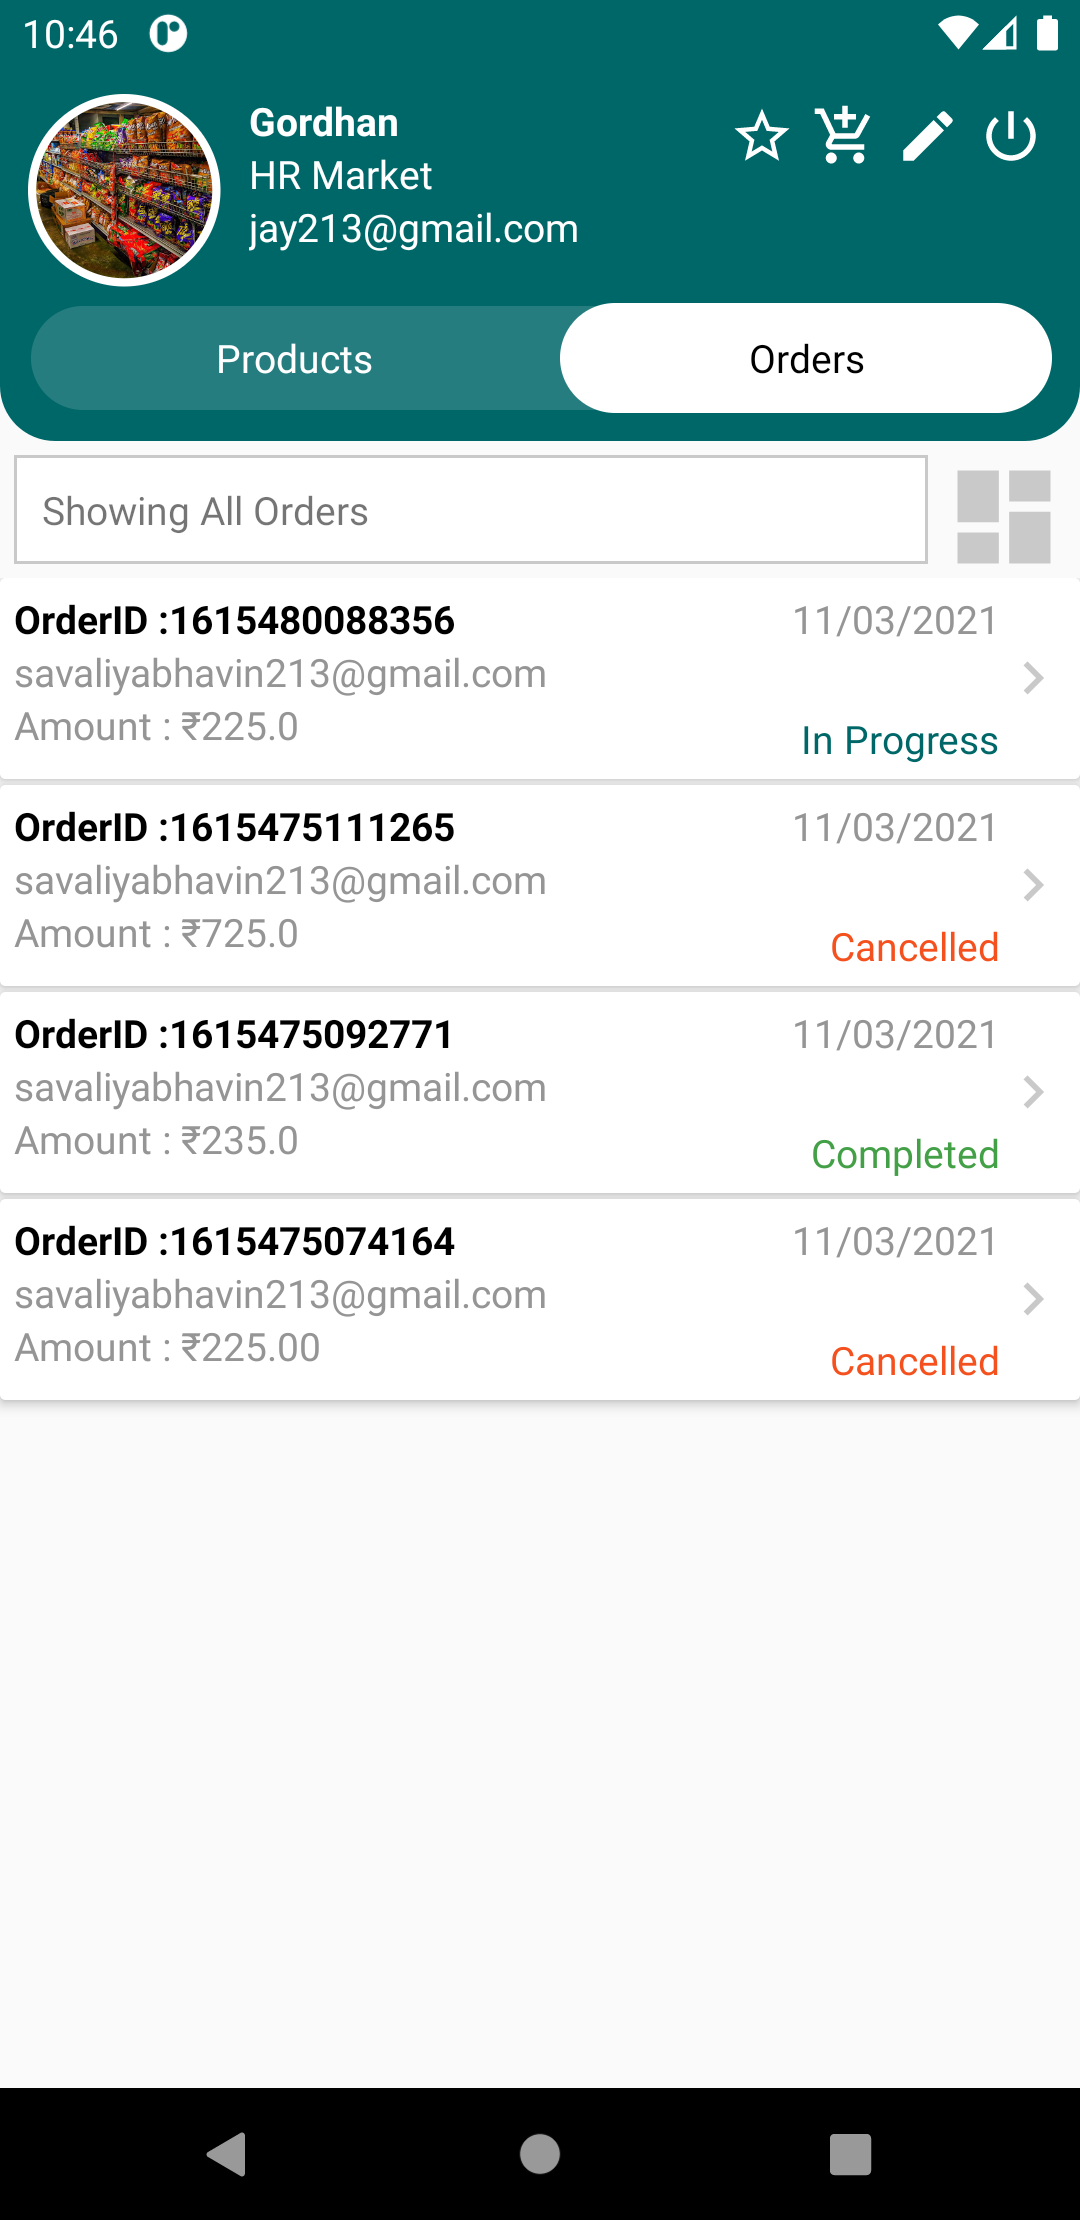 10:46
Gordhan
HR Market
jay213@gmail.com
Products
Orders
Showing All Orders
OrderID :1615480088356
11/03/2021
savaliyabhavin213@gmail.com
Amount : ₹225.0
In Progress
OrderID :1615475111265
11/03/2021
savaliyabhavin213@gmail.com
Amount : ₹725.0
Cancelled
OrderID :1615475092771
11/03/2021
savaliyabhavin213@gmail.com
Amount : ₹235.0
Completed
OrderID :1615475074164
11/03/2021
savaliyabhavin213@gmail.com
Amount : ₹225.00
Cancelled